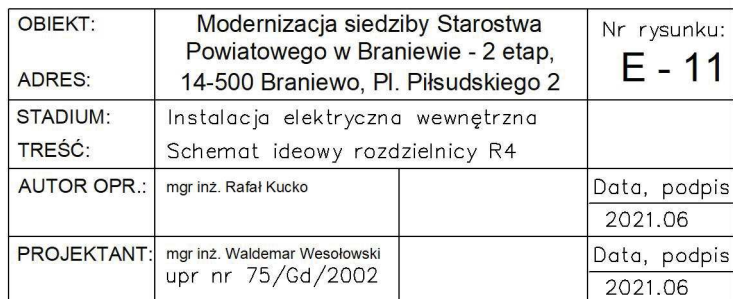 OBIEKT: Modernizacja siedziby Starostwa Nr rysunku:
Powiatowego w Braniewie - 2 etap, E - 11
ADRES: 14-500 Braniewo, Pl. Piłsudskiego 2
STADIUM: Instalacja elektryczna wewnętrzna
TREŚĆ: Schemat ideowy rozdzielnicy R4
AUTOR OPR.: mgr inż. Rafał Kucko Data, podpis
2021.06
PROJEKTANT: mgr inż. Waldemar Wesołowski Data, podpis
upr nr 75/Gd/2002 2021.06